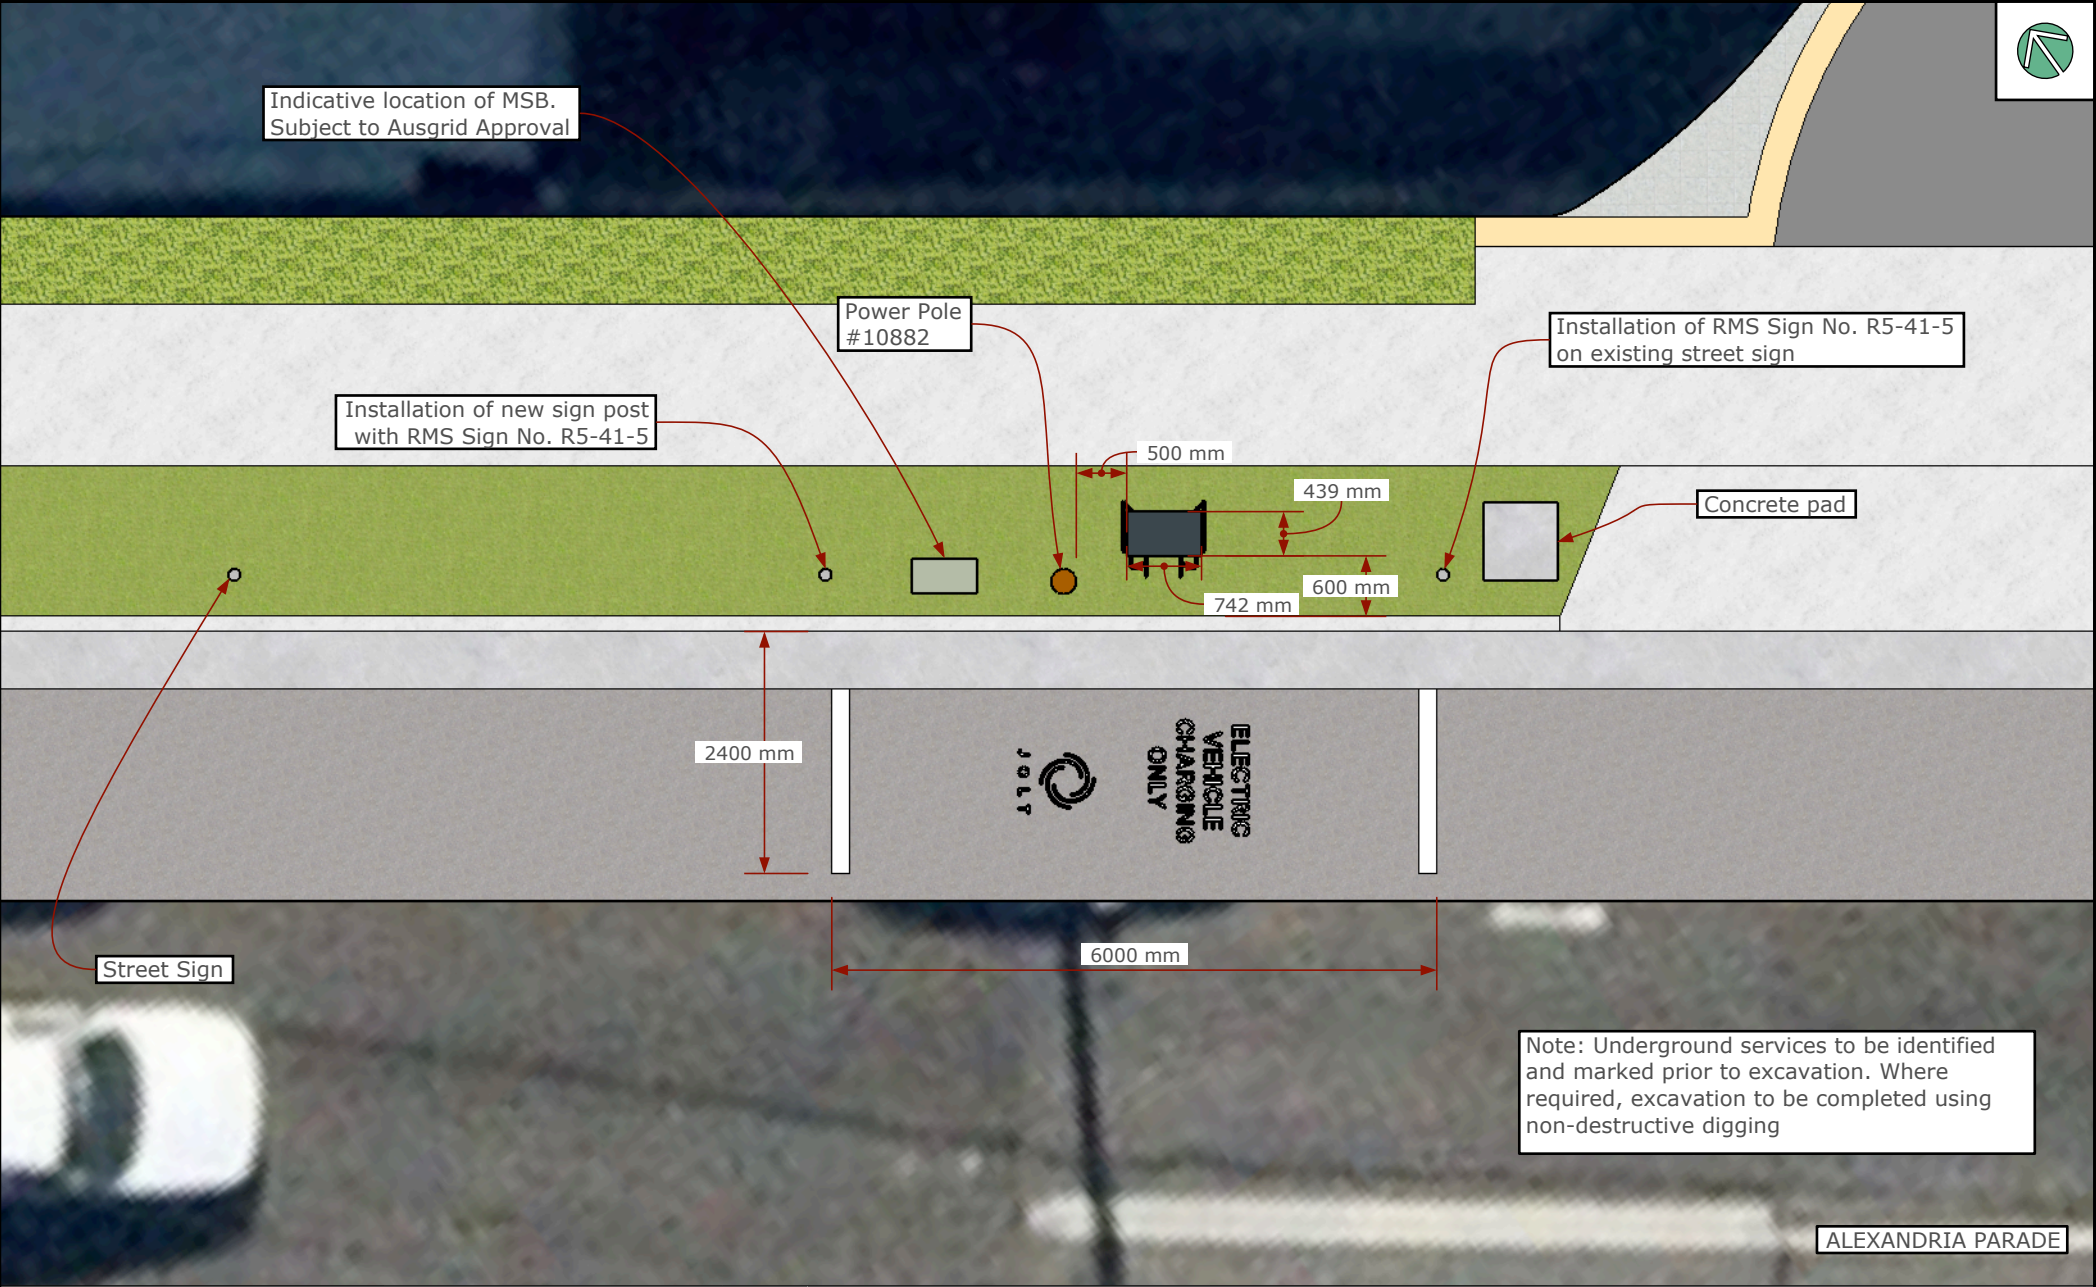 Indicative location of MSB.
Subject to Ausgrid Approval
Power Pole
#10882
Installation of RMS Sign No. R5-41-5
on existing street sign
Installation of new sign post
with RMS Sign No. R5-41-5
500 mm
439 mm
Concrete pad
600 mm
742 mm
2400 mm
JOLT
ELECTRIC
VEHICLE
CHARGING
ONLY
6000 mm
Street Sign
Note: Underground services to be identified
and marked prior to excavation. Where
required, excavation to be completed using
non-destructive digging
ALEXANDRIA PARADE